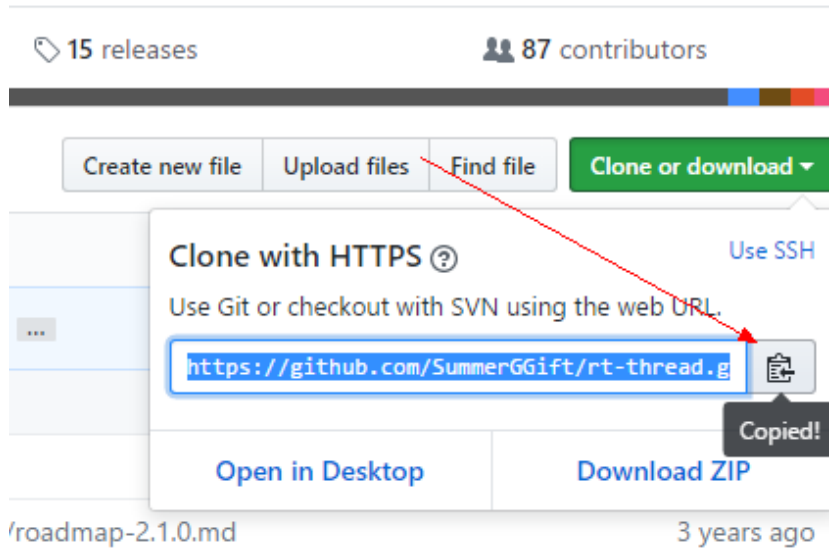 15 releases 87 contributors
Create new file Upload files Find file Clone or download
Clone with HTTPS Use SSH
Use Git or checkout with SVN using the web URL.
...
https://github.com/SummerGGift/rt-thread.g
Copied!
Open in Desktop Download ZIP
/roadmap-2.1.0.md 3 years ago